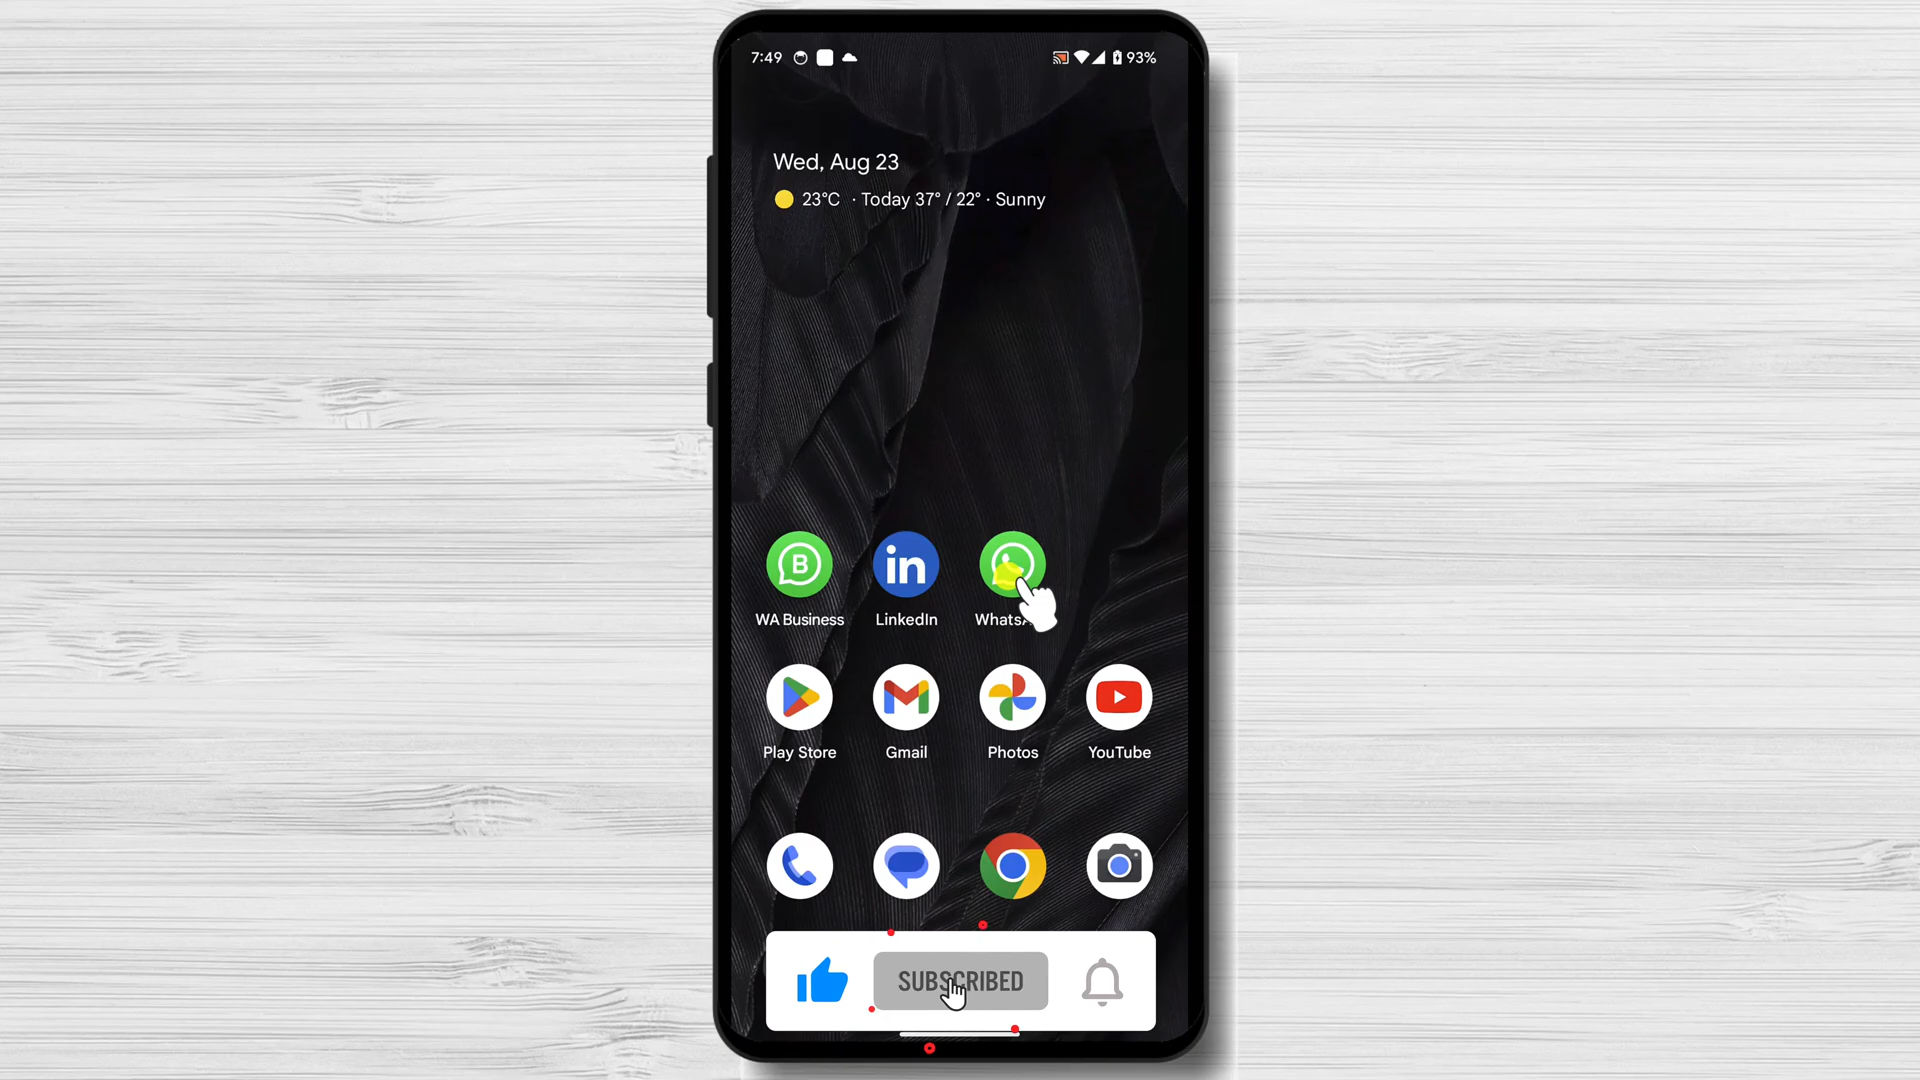 7:49
93%
Wed, Aug 23
23°C · Today 37° / 22° · Sunny
B
in
WA Business LinkedIn
Play Store Gmail Photos YouTube
SUBSCRIBED